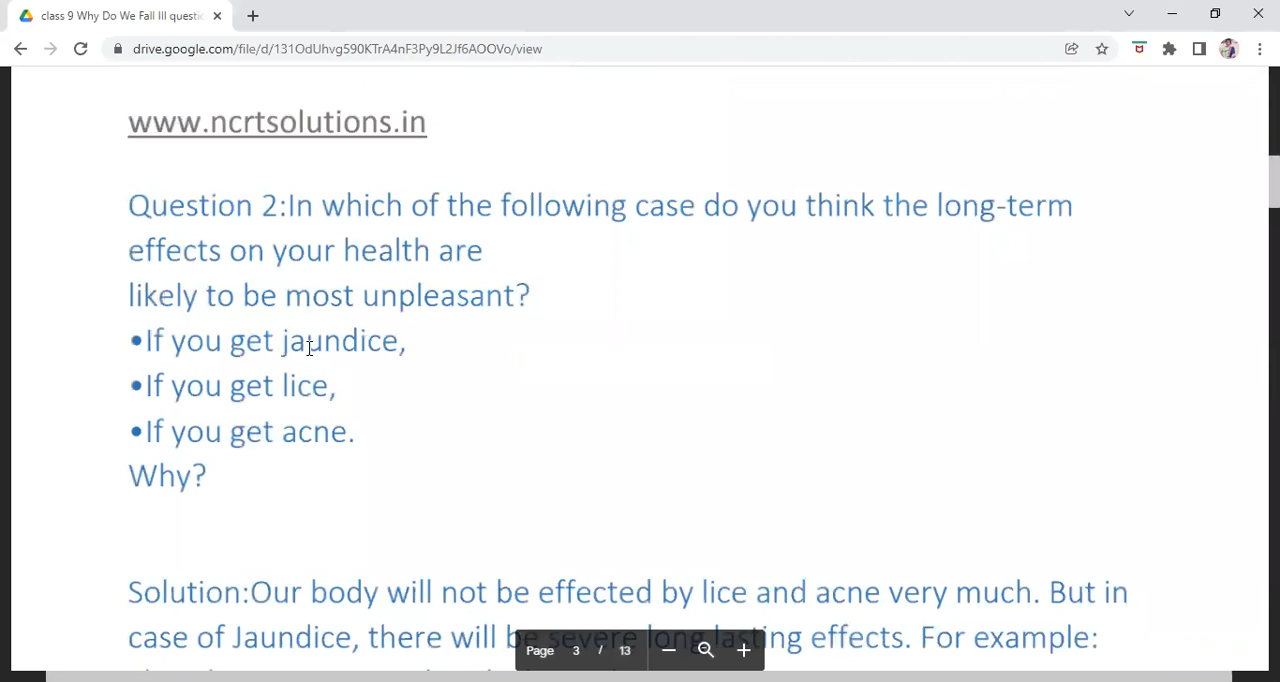 class 9 Why Do We Fall Ill questi
drive.google.com/file/d/131OdUhvg590KTrA4nF3Py9L2Jf6AOOVo/view
www.ncrtsolutions.in
Question 2:In which of the following case do you think the long-term
effects on your health are
likely to be most unpleasant?
•If you get jaundice,
•If you get lice,
•If you get acne.
Why?
Solution:Our body will not be effected by lice and acne very much. But in
case of Jaundice, there will be severe long lasting effects. For example:
Page 3 / 13